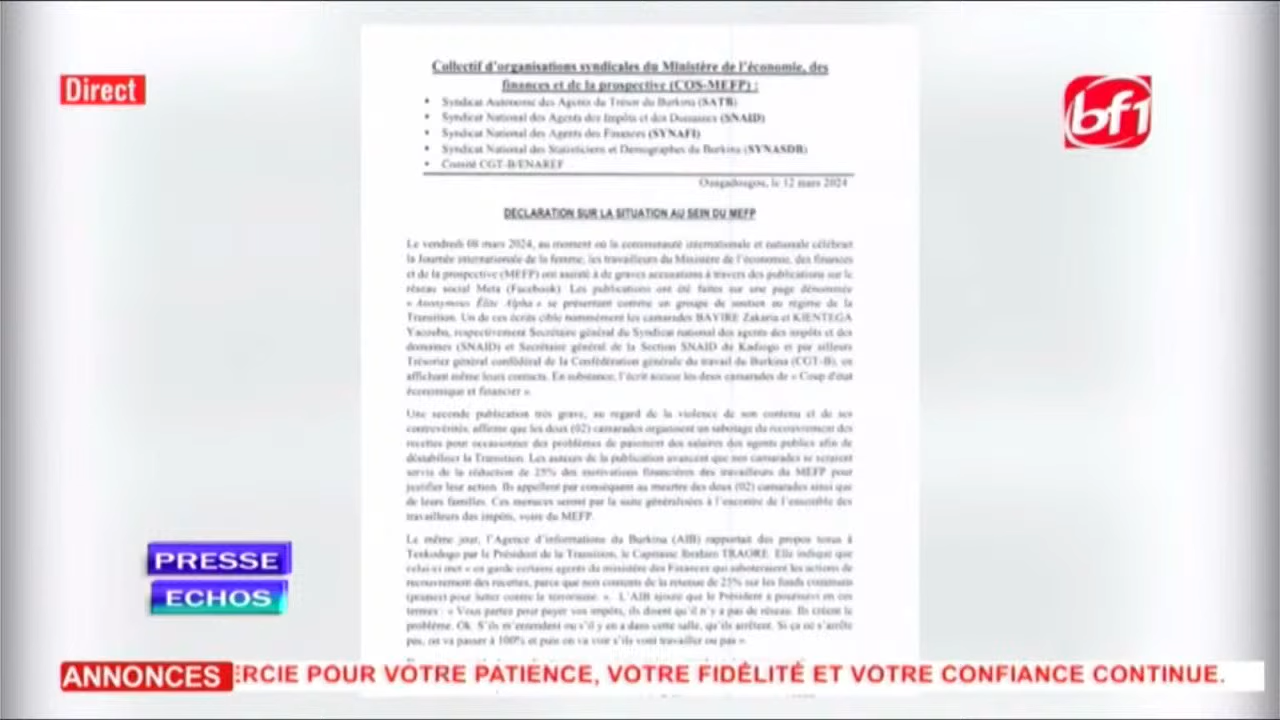 Direct
bf1
Collectif d'organisations syndicales du Ministère de l'économie, des
finances et de la prospective (COS-MEFP) :
• Syndicat Autonome des Agents du Trésor du Burkina (SATB)
• Syndicat National des Agents des Impôts et des Domaines (SNAID)
• Syndicat National des Agents des Finances (SYNAFI)
• Syndicat National des Statisticiens et Démographes du Burkina (SYNASDB)
• Comité CGT-B/ENAREF
Ouagadougou, le 12 mars 2024
DECLARATION SUR LA SITUATION AU SEIN DU MEFP
Le vendredi 08 mars 2024, au moment où la communauté internationale et nationale célébrait
la Journée internationale de la femme, les travailleurs du Ministère de l'économie, des finances
et de la prospective (MEFP) ont assisté à de graves accusations à travers des publications sur le
réseau social Meta (Facebook). Les publications ont été faites sur une page dénommée
« Anonymous Élite Alpha » se présentant comme un groupe de soutien au régime de la
Transition. Un de ces écrits cible nommément les camarades BAYIRE Zakaria et KIENTEGA
Yacouba, respectivement Secrétaire général du Syndicat national des agents des impôts et des
domaines (SNAID) et Secrétaire général de la Section SNAID du Kadiogo et par ailleurs
Trésorier général confédéral de la Confédération générale du travail du Burkina (CGT-B), en
affichant même leurs contacts. En substance, l'écrit accuse les deux camarades de « Coup d'état
économique et financier »
Une seconde publication très grave, au regard de la violence de son contenu et de ses
contrevérités, affirme que les deux (02) camarades organisent un sabotage du recouvrement des
recettes pour occasionner des problèmes de paiement des salaires des agents publics afin de
déstabiliser la Transition. Les auteurs de la publication avancent que nos camarades se seraient
servis de la réduction de 25% des motivations financières des travailleurs du MEFP pour
justifier leur action. Ils appellent par conséquent au meurtre des deux (02) camarades ainsi que
de leurs familles. Ces menaces seront par la suite généralisées à l'encontre de l'ensemble des
travailleurs des impôts, voire du MEFP.
Le même jour, l'Agence d'informations du Burkina (AIB) rapportait des propos tenus à
Tenkodogo par le Président de la Transition, le Capitaine Ibrahim TRAORE. Elle indique que
celui-ci met « en garde certains agents du ministère des Finances qui saboteraient les actions de
recouvrement des recettes, parce que non contents de la retenue de 25% sur les fonds communs
(primes) pour lutter contre le terrorisme. ». L'AIB ajoute que le Président a poursuivi en ces
termes : « Vous partez pour payer vos impôts, ils disent qu'il n'y a pas de réseau. Ils créent le
problème. Ok. S'ils m'entendent ou s'il y en a dans cette salle, qu'ils arrêtent. Si ça ne s'arrête
pas, on va passer à 100% et puis on va voir s'ils vont travailler ou pas »
PRESSE
ECHOS
ANNONCES
ERCIE POUR VOTRE PATIENCE, VOTRE FIDÉLITÉ ET VOTRE CONFIANCE CONTINUE.